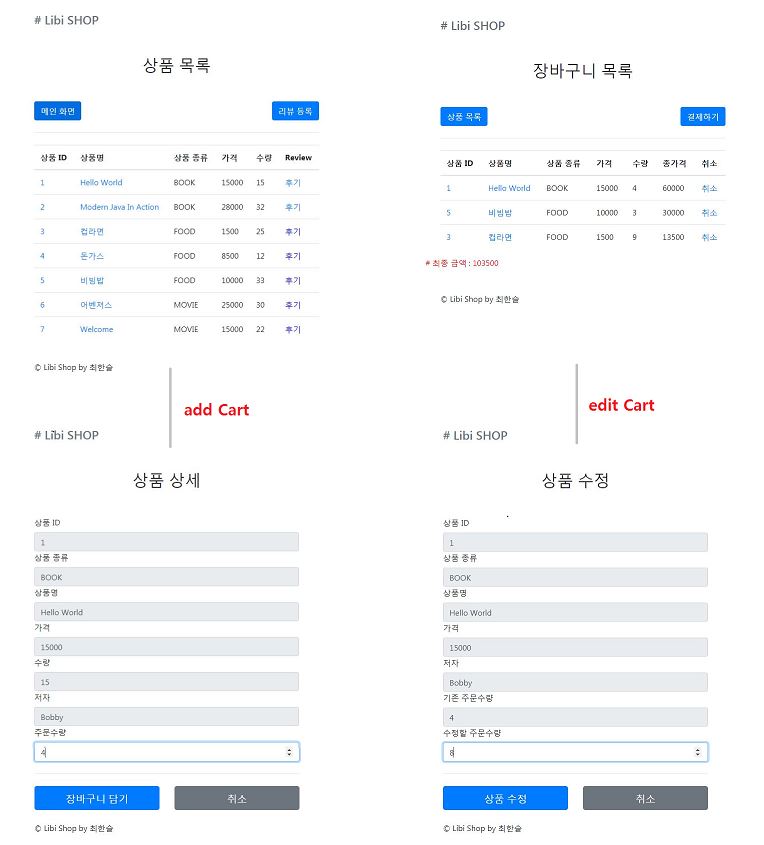 # Libi SHOP
상품 목록
메인 화면 리뷰 등록
상품 ID 상품명 상품 종류 가격 수량 Review
1 Hello World BOOK 15000 15 후기
2 Modern Java In Action BOOK 28000 32 후기
3 컵라면 FOOD 1500 25 후기
4 돈가스 FOOD 8500 12 후기
5 비빔밥 FOOD 10000 33 후기
6 어벤져스 MOVIE 25000 30 후기
7 Welcome MOVIE 15000 22 후기
© Libi Shop by 최한슬
# Libi SHOP
장바구니 목록
상품 목록 결제하기
상품 ID 상품명 상품 종류 가격 수량 총가격 취소
1 Hello World BOOK 15000 4 60000 취소
5 비빔밥 FOOD 10000 3 30000 취소
3 컵라면 FOOD 1500 9 13500 취소
# 최종 금액 : 103500
© Libi Shop by 최한슬
add Cart
edit Cart
# Libi SHOP
상품 상세
상품 ID
1
상품 종류
BOOK
상품명
Hello World
가격
15000
수량
15
저자
Bobby
주문수량
4
장바구니 담기 취소
© Libi Shop by 최한슬
# Libi SHOP
상품 수정
상품 ID
1
상품 종류
BOOK
상품명
Hello World
가격
15000
저자
Bobby
기존 주문수량
4
수정할 주문수량
8
상품 수정 취소
© Libi Shop by 최한슬